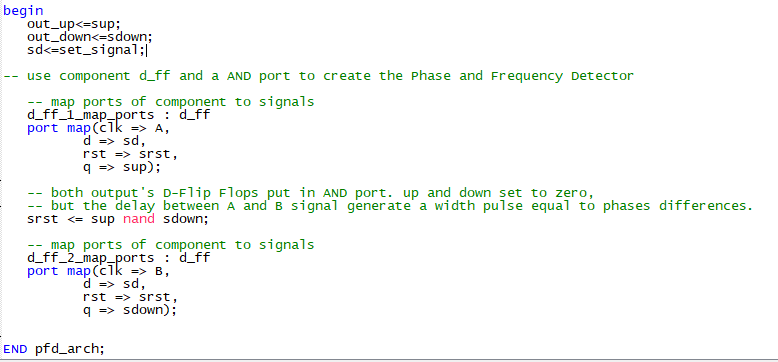 begin
out_up<=sup;
out_down<=sdown;
sd<=set_signal;
-- use component d_ff and a AND port to create the Phase and Frequency Detector
-- map ports of component to signals
d_ff_1_map_ports : d_ff
port map(clk => A,
d => sd,
rst => srst,
q => sup);
-- both output's D-Flip Flops put in AND port. up and down set to zero,
-- but the delay between A and B signal generate a width pulse equal to phases differences.
srst <= sup nand sdown;
-- map ports of component to signals
d_ff_2_map_ports : d_ff
port map(clk => B,
d => sd,
rst => srst,
q => sdown);
END pfd_arch;